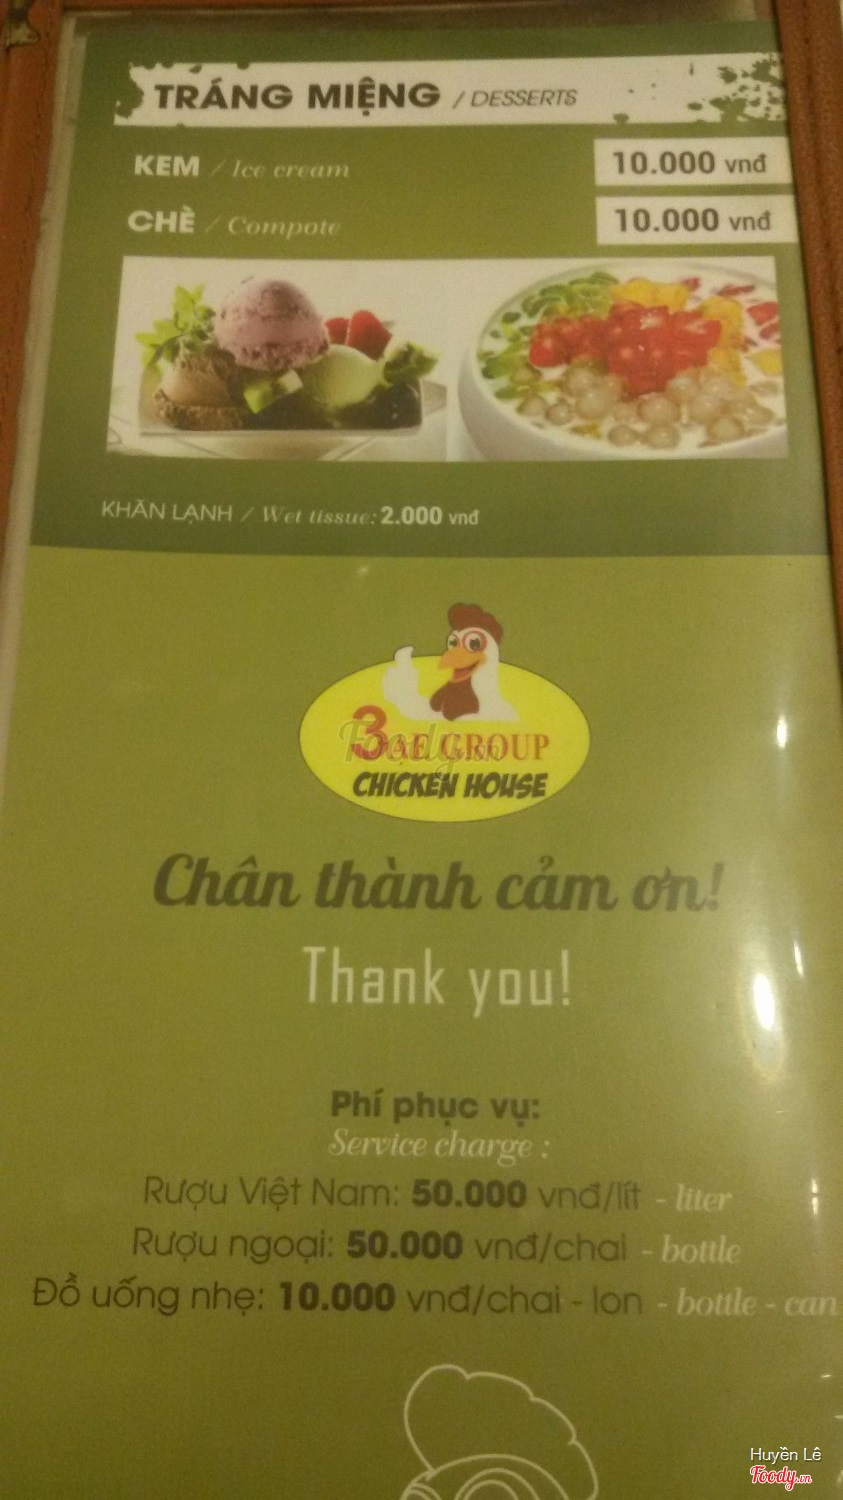 TRÁNG MIỆNG / DESSERTS
KEM / Ice cream 10.000 vnđ
CHÈ / Compote 10.000 vnđ
KHĂN LẠNH / Wet tissue: 2.000 vnđ
3AE GROUP
Foody.vn
CHICKEN HOUSE
Chân thành cảm ơn!
Thank you!
Phí phục vụ:
Service charge :
Rượu Việt Nam: 50.000 vnđ/lít - liter
Rượu ngoại: 50.000 vnđ/chai - bottle
Đồ uống nhẹ: 10.000 vnđ/chai - lon - bottle - can
Huyền Lê
Foody.vn